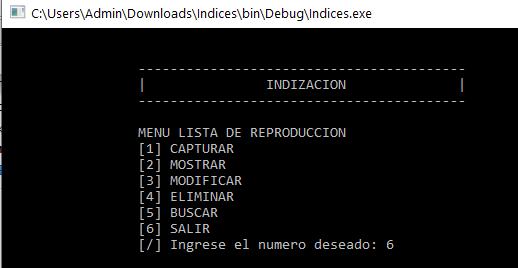 C:\Users\Admin\Downloads\Indices\bin\Debug\Indices.exe
-----------------------------------------
|               INDIZACION              |
-----------------------------------------
MENU LISTA DE REPRODUCCION
[1] CAPTURAR
[2] MOSTRAR
[3] MODIFICAR
[4] ELIMINAR
[5] BUSCAR
[6] SALIR
[/] Ingrese el numero deseado: 6